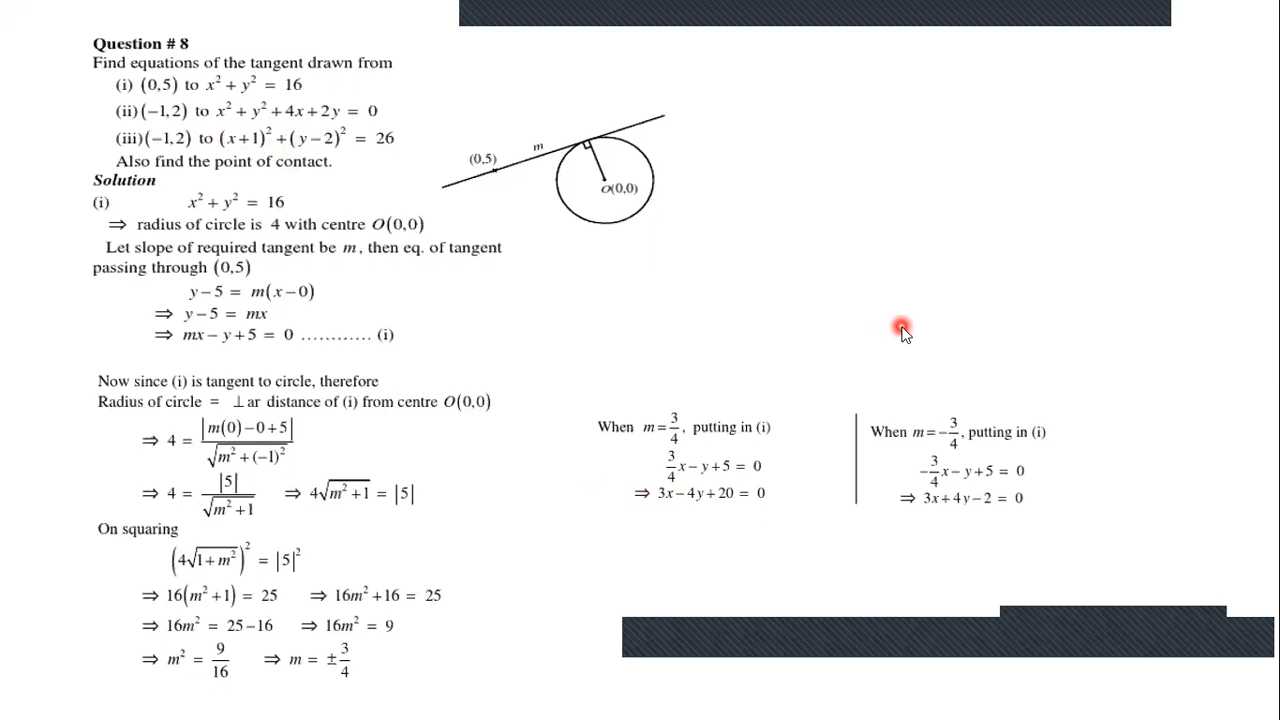 Question # 8
Find equations of the tangent drawn from
(i) (0,5) to x² + y² = 16
(ii) (−1,2) to x² + y² + 4x + 2y = 0
(iii) (−1,2) to (x+1)² + (y−2)² = 26
Also find the point of contact.
Solution
(i) x² + y² = 16
⇒ radius of circle is 4 with centre O(0,0)
Let slope of required tangent be m, then eq. of tangent
passing through (0,5)
y − 5 = m(x − 0)
⇒ y − 5 = mx
⇒ mx − y + 5 = 0 ............ (i)
(0,5)
m
O(0,0)
Now since (i) is tangent to circle, therefore
Radius of circle = ⊥ar distance of (i) from centre O(0,0)
⇒ 4 = |m(0) − 0 + 5| / √(m² + (−1)²)
⇒ 4 = |5| / √(m² + 1) ⇒ 4√(m² + 1) = |5|
On squaring
(4√(1 + m²))² = |5|²
⇒ 16(m² + 1) = 25 ⇒ 16m² + 16 = 25
⇒ 16m² = 25 − 16 ⇒ 16m² = 9
⇒ m² = 9/16 ⇒ m = ± 3/4
When m = 3/4, putting in (i)
3/4 x − y + 5 = 0
⇒ 3x − 4y + 20 = 0
When m = − 3/4, putting in (i)
− 3/4 x − y + 5 = 0
⇒ 3x + 4y − 2 = 0